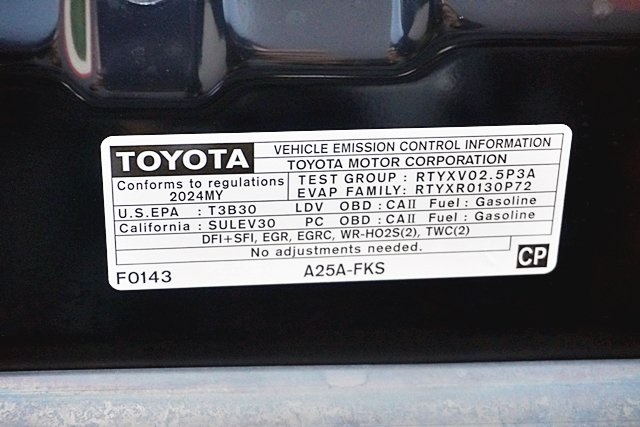 TOYOTA
VEHICLE EMISSION CONTROL INFORMATION
TOYOTA MOTOR CORPORATION
Conforms to regulations
2024MY
TEST GROUP : RTYXV02.5P3A
EVAP FAMILY: RTYXR0130P72
U.S.EPA : T3B30 LDV OBD : CAII Fuel : Gasoline
California : SULEV30 PC OBD : CAII Fuel : Gasoline
DFI+SFI, EGR, EGRC, WR-HO2S(2), TWC(2)
No adjustments needed.
F0143 A25A-FKS CP